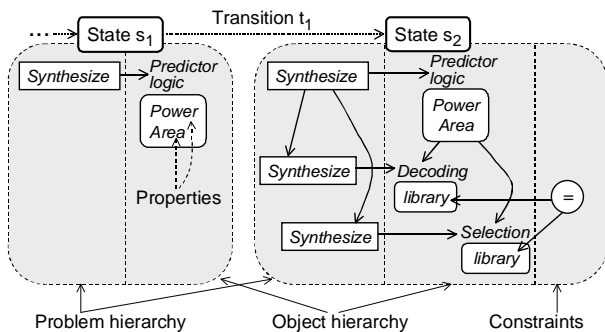 Transition t1
...
State s1
State s2
Synthesize
Predictor
logic
Power
Area
Properties
Synthesize
Predictor
logic
Power
Area
Synthesize
Decoding
library
=
Synthesize
Selection
library
Problem hierarchy
Object hierarchy
Constraints